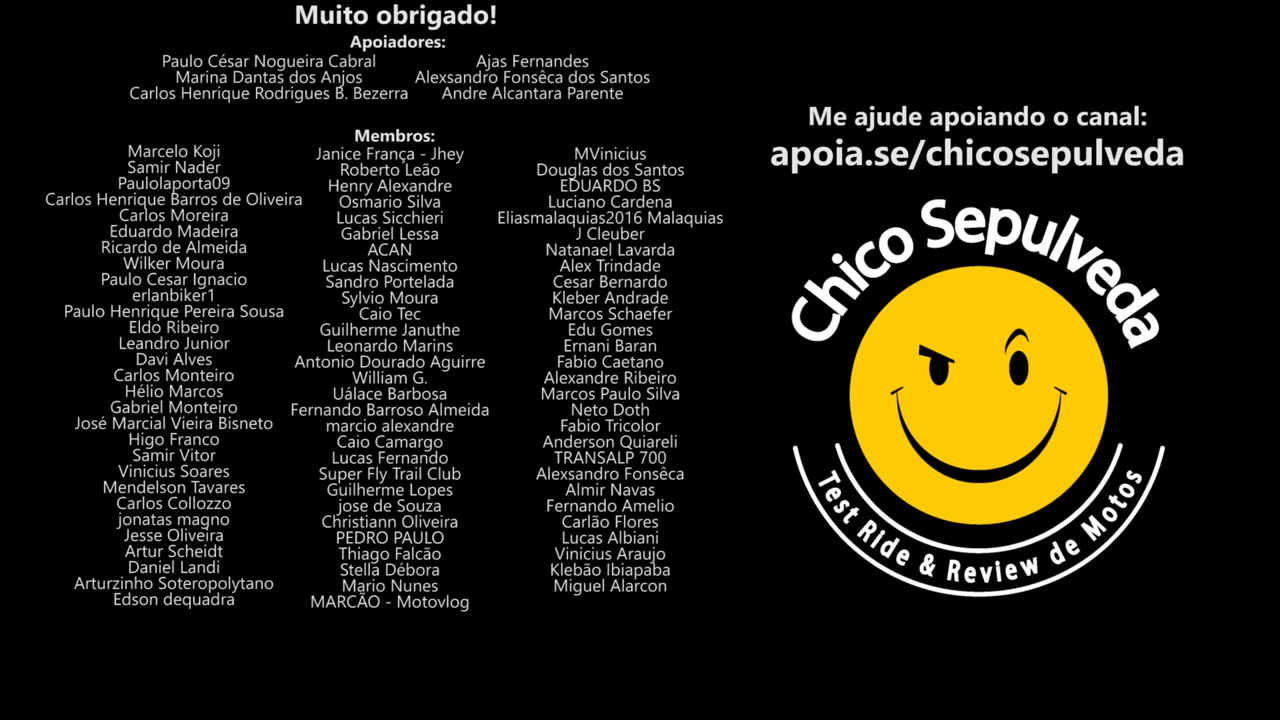 Muito obrigado!
Apoiadores:
Paulo César Nogueira Cabral
Marina Dantas dos Anjos
Carlos Henrique Rodrigues B. Bezerra
Ajas Fernandes
Alexsandro Fonsêca dos Santos
Andre Alcantara Parente
Membros:
Marcelo Koji
Samir Nader
Paulolaporta09
Carlos Henrique Barros de Oliveira
Carlos Moreira
Eduardo Madeira
Ricardo de Almeida
Wilker Moura
Paulo Cesar Ignacio
erlanbiker1
Paulo Henrique Pereira Sousa
Eldo Ribeiro
Leandro Junior
Davi Alves
Carlos Monteiro
Hélio Marcos
Gabriel Monteiro
José Marcial Vieira Bisneto
Higo Franco
Samir Vitor
Vinicius Soares
Mendelson Tavares
Carlos Collozzo
jonatas magno
Jesse Oliveira
Artur Scheidt
Daniel Landi
Arturzinho Soteropolytano
Edson dequadra
Janice França - Jhey
Roberto Leão
Henry Alexandre
Osmario Silva
Lucas Sicchieri
Gabriel Lessa
ACAN
Lucas Nascimento
Sandro Portelada
Sylvio Moura
Caio Tec
Guilherme Januthe
Leonardo Marins
Antonio Dourado Aguirre
William G.
Uálace Barbosa
Fernando Barroso Almeida
marcio alexandre
Caio Camargo
Lucas Fernando
Super Fly Trail Club
Guilherme Lopes
jose de Souza
Christiann Oliveira
PEDRO PAULO
Thiago Falcão
Stella Débora
Mario Nunes
MARCÃO - Motovlog
MVinicius
Douglas dos Santos
EDUARDO BS
Luciano Cardena
Eliasmalaquias2016 Malaquias
J Cleuber
Natanael Lavarda
Alex Trindade
Cesar Bernardo
Kleber Andrade
Marcos Schaefer
Edu Gomes
Ernani Baran
Fabio Caetano
Alexandre Ribeiro
Marcos Paulo Silva
Neto Doth
Fabio Tricolor
Anderson Quiareli
TRANSALP 700
Alexsandro Fonsêca
Almir Navas
Fernando Amelio
Carlão Flores
Lucas Albiani
Vinicius Araujo
Klebão Ibiapaba
Miguel Alarcon
Me ajude apoiando o canal:
apoia.se/chicosepulveda
Chico Sepulveda
Test Ride & Review de Motos